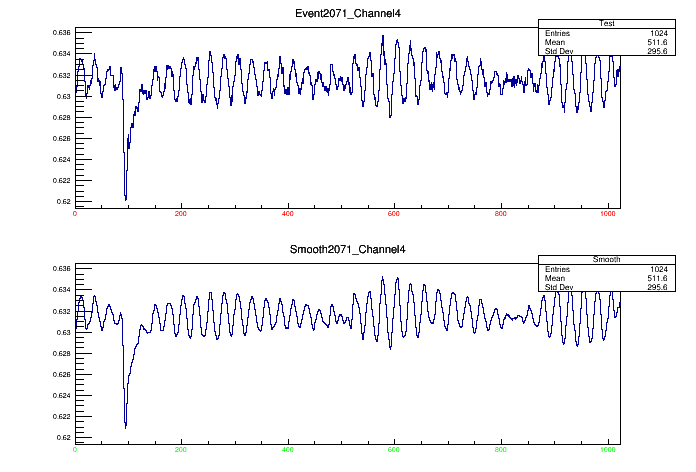 Event2071_Channel4
Test
Entries 1024
Mean 511.6
Std Dev 295.6
0.636
0.634
0.632
0.63
0.628
0.626
0.624
0.622
0.62
0 200 400 600 800 1000
Smooth2071_Channel4
Smooth
Entries 1024
Mean 511.6
Std Dev 295.6
0.636
0.634
0.632
0.63
0.628
0.626
0.624
0.622
0.62
0 200 400 600 800 1000